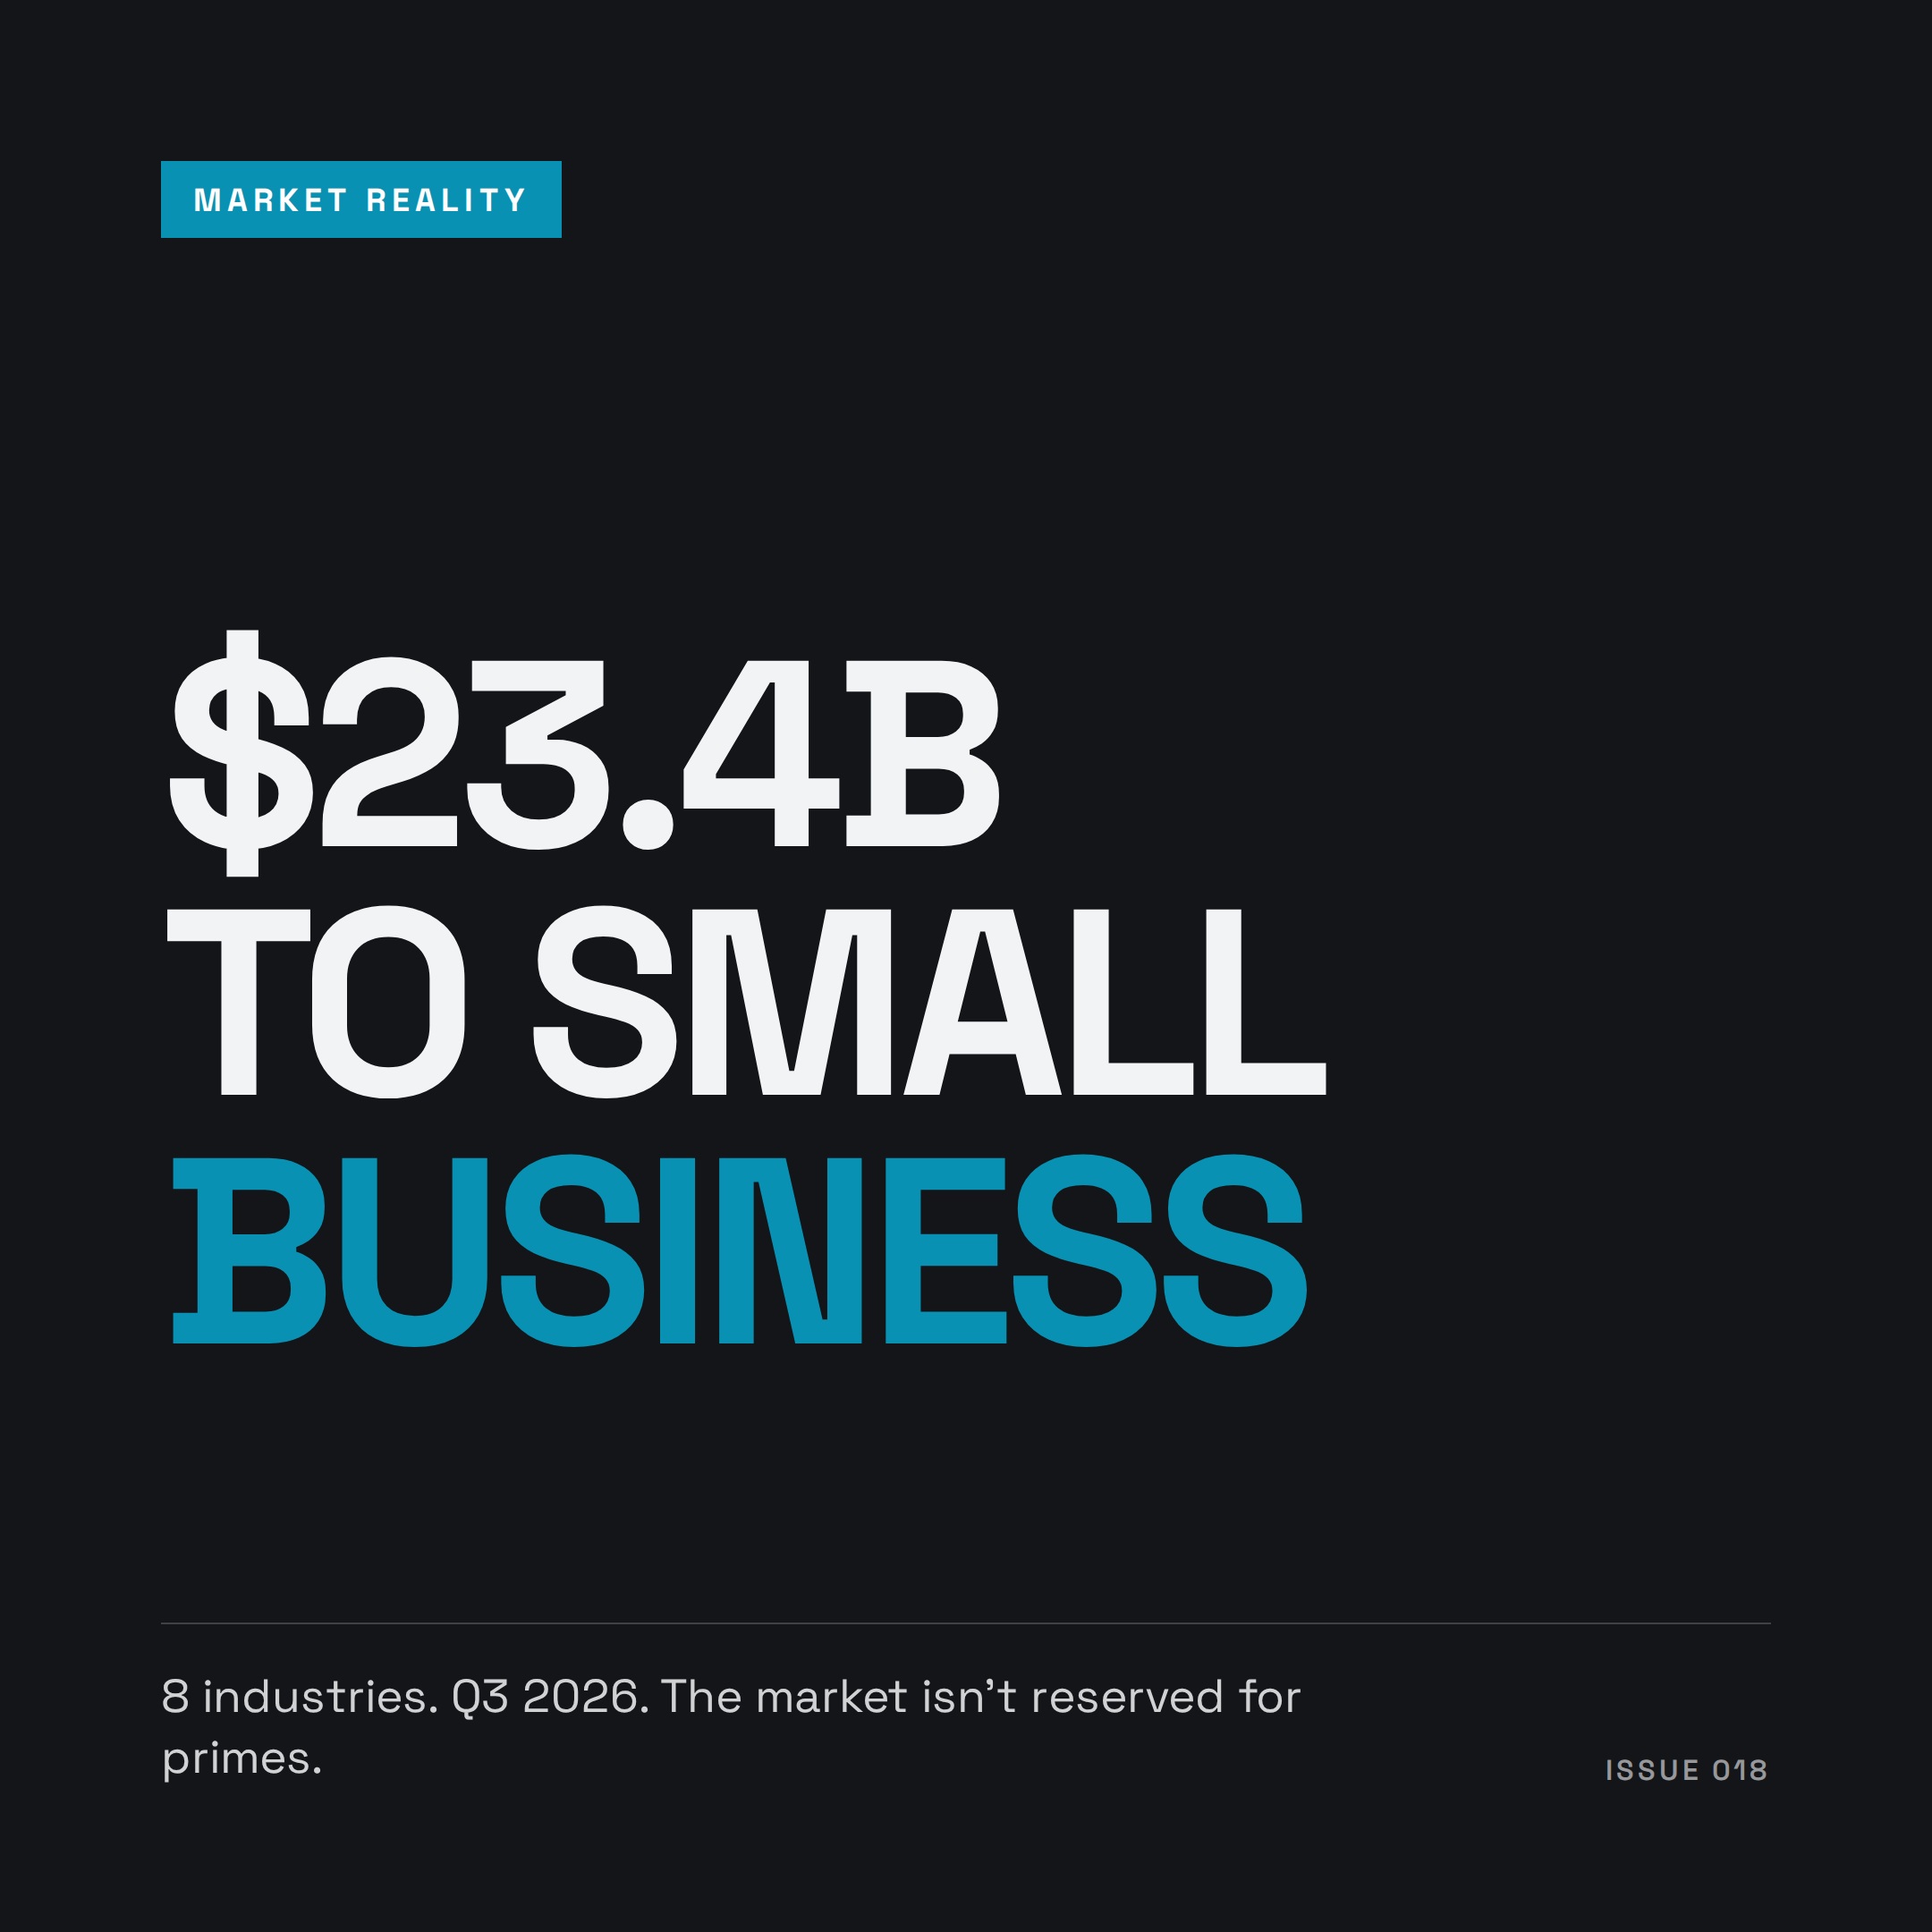 MARKET REALITY
$23.4B
TO SMALL
BUSINESS
8 industries. Q3 2026. The market isn’t reserved for
primes.
ISSUE 018